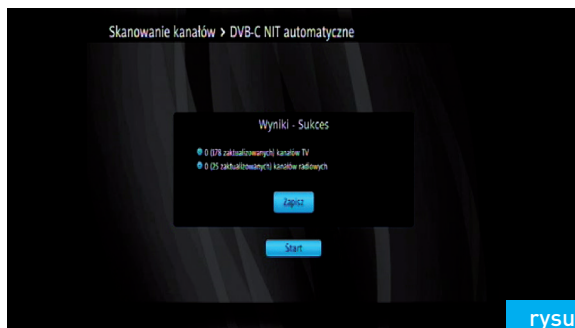 Skanowanie kanałów > DVB-C NIT automatyczne
Wyniki - Sukces
0 (178 zaktualizowanych) kanałów TV
0 (25 zaktualizowanych) kanałów radiowych
Zapisz
Start
rysu